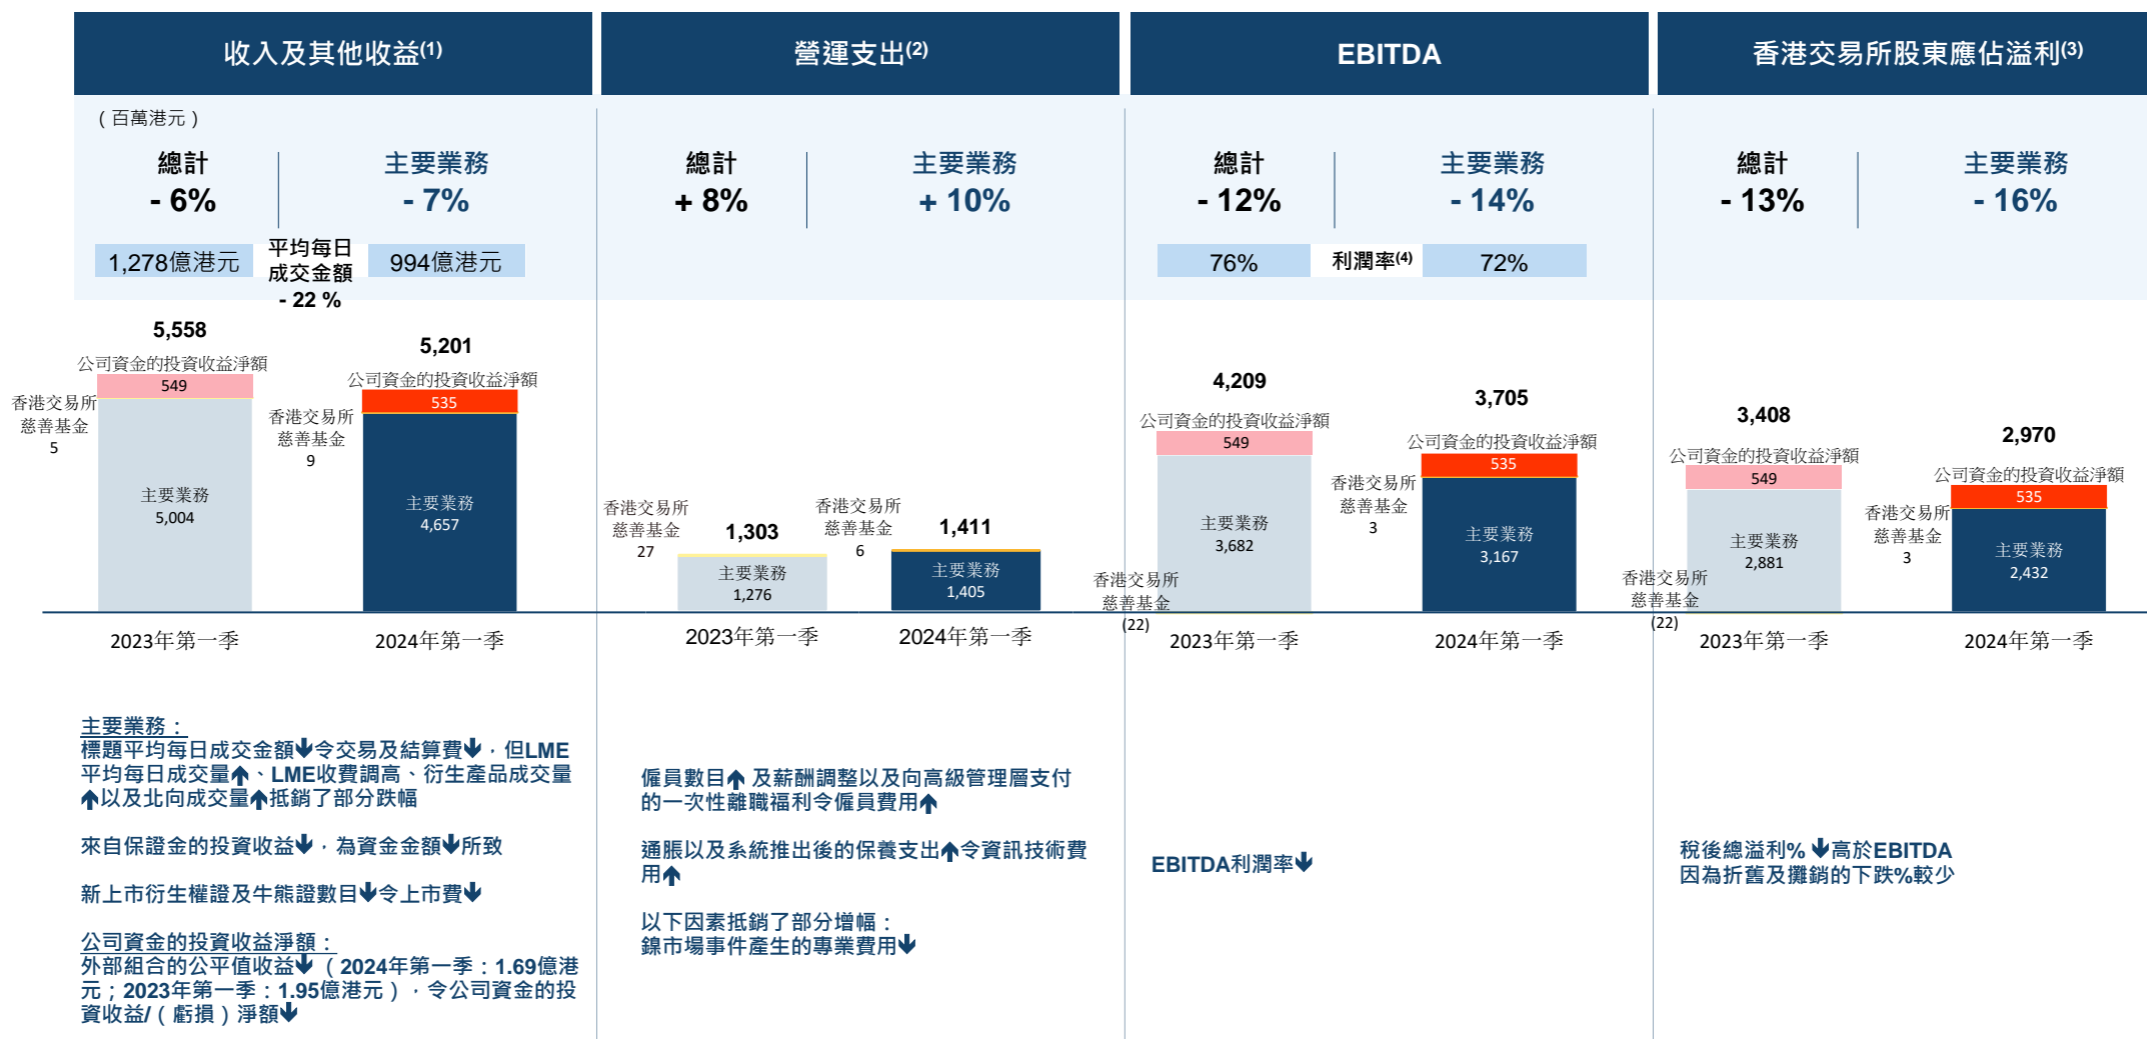 收入及其他收益(1)
營運支出(2)
EBITDA
香港交易所股東應佔溢利(3)
（百萬港元）
總計
- 6%
主要業務
- 7%
1,278億港元
平均每日
成交金額
- 22 %
994億港元
總計
+ 8%
主要業務
+ 10%
總計
- 12%
主要業務
- 14%
76%
利潤率(4)
72%
總計
- 13%
主要業務
- 16%
5,558
公司資金的投資收益淨額
549
香港交易所
慈善基金
5
主要業務
5,004
2023年第一季
5,201
公司資金的投資收益淨額
535
香港交易所
慈善基金
9
主要業務
4,657
2024年第一季
香港交易所
慈善基金
27
1,303
主要業務
1,276
2023年第一季
香港交易所
慈善基金
6
1,411
主要業務
1,405
2024年第一季
4,209
公司資金的投資收益淨額
549
主要業務
3,682
香港交易所
慈善基金
(22)
2023年第一季
3,705
公司資金的投資收益淨額
535
香港交易所
慈善基金
3
主要業務
3,167
2024年第一季
3,408
公司資金的投資收益淨額
549
主要業務
2,881
香港交易所
慈善基金
(22)
2023年第一季
2,970
公司資金的投資收益淨額
535
香港交易所
慈善基金
3
主要業務
2,432
2024年第一季
主要業務：
標題平均每日成交金額🡻令交易及結算費🡻，但LME
平均每日成交量🡹、LME收費調高、衍生產品成交量
🡹以及北向成交量🡹抵銷了部分跌幅
來自保證金的投資收益🡻，為資金金額🡻所致
新上市衍生權證及牛熊證數目🡻令上市費🡻
公司資金的投資收益淨額：
外部組合的公平值收益🡻（2024年第一季：1.69億港
元；2023年第一季：1.95億港元），令公司資金的投
資收益/（虧損）淨額🡻
僱員數目🡹 及薪酬調整以及向高級管理層支付
的一次性離職福利令僱員費用🡹
通脹以及系統推出後的保養支出🡹令資訊技術費
用🡹
以下因素抵銷了部分增幅：
鎳市場事件產生的專業費用🡻
EBITDA利潤率🡻
稅後總溢利% 🡻高於EBITDA
因為折舊及攤銷的下跌%較少